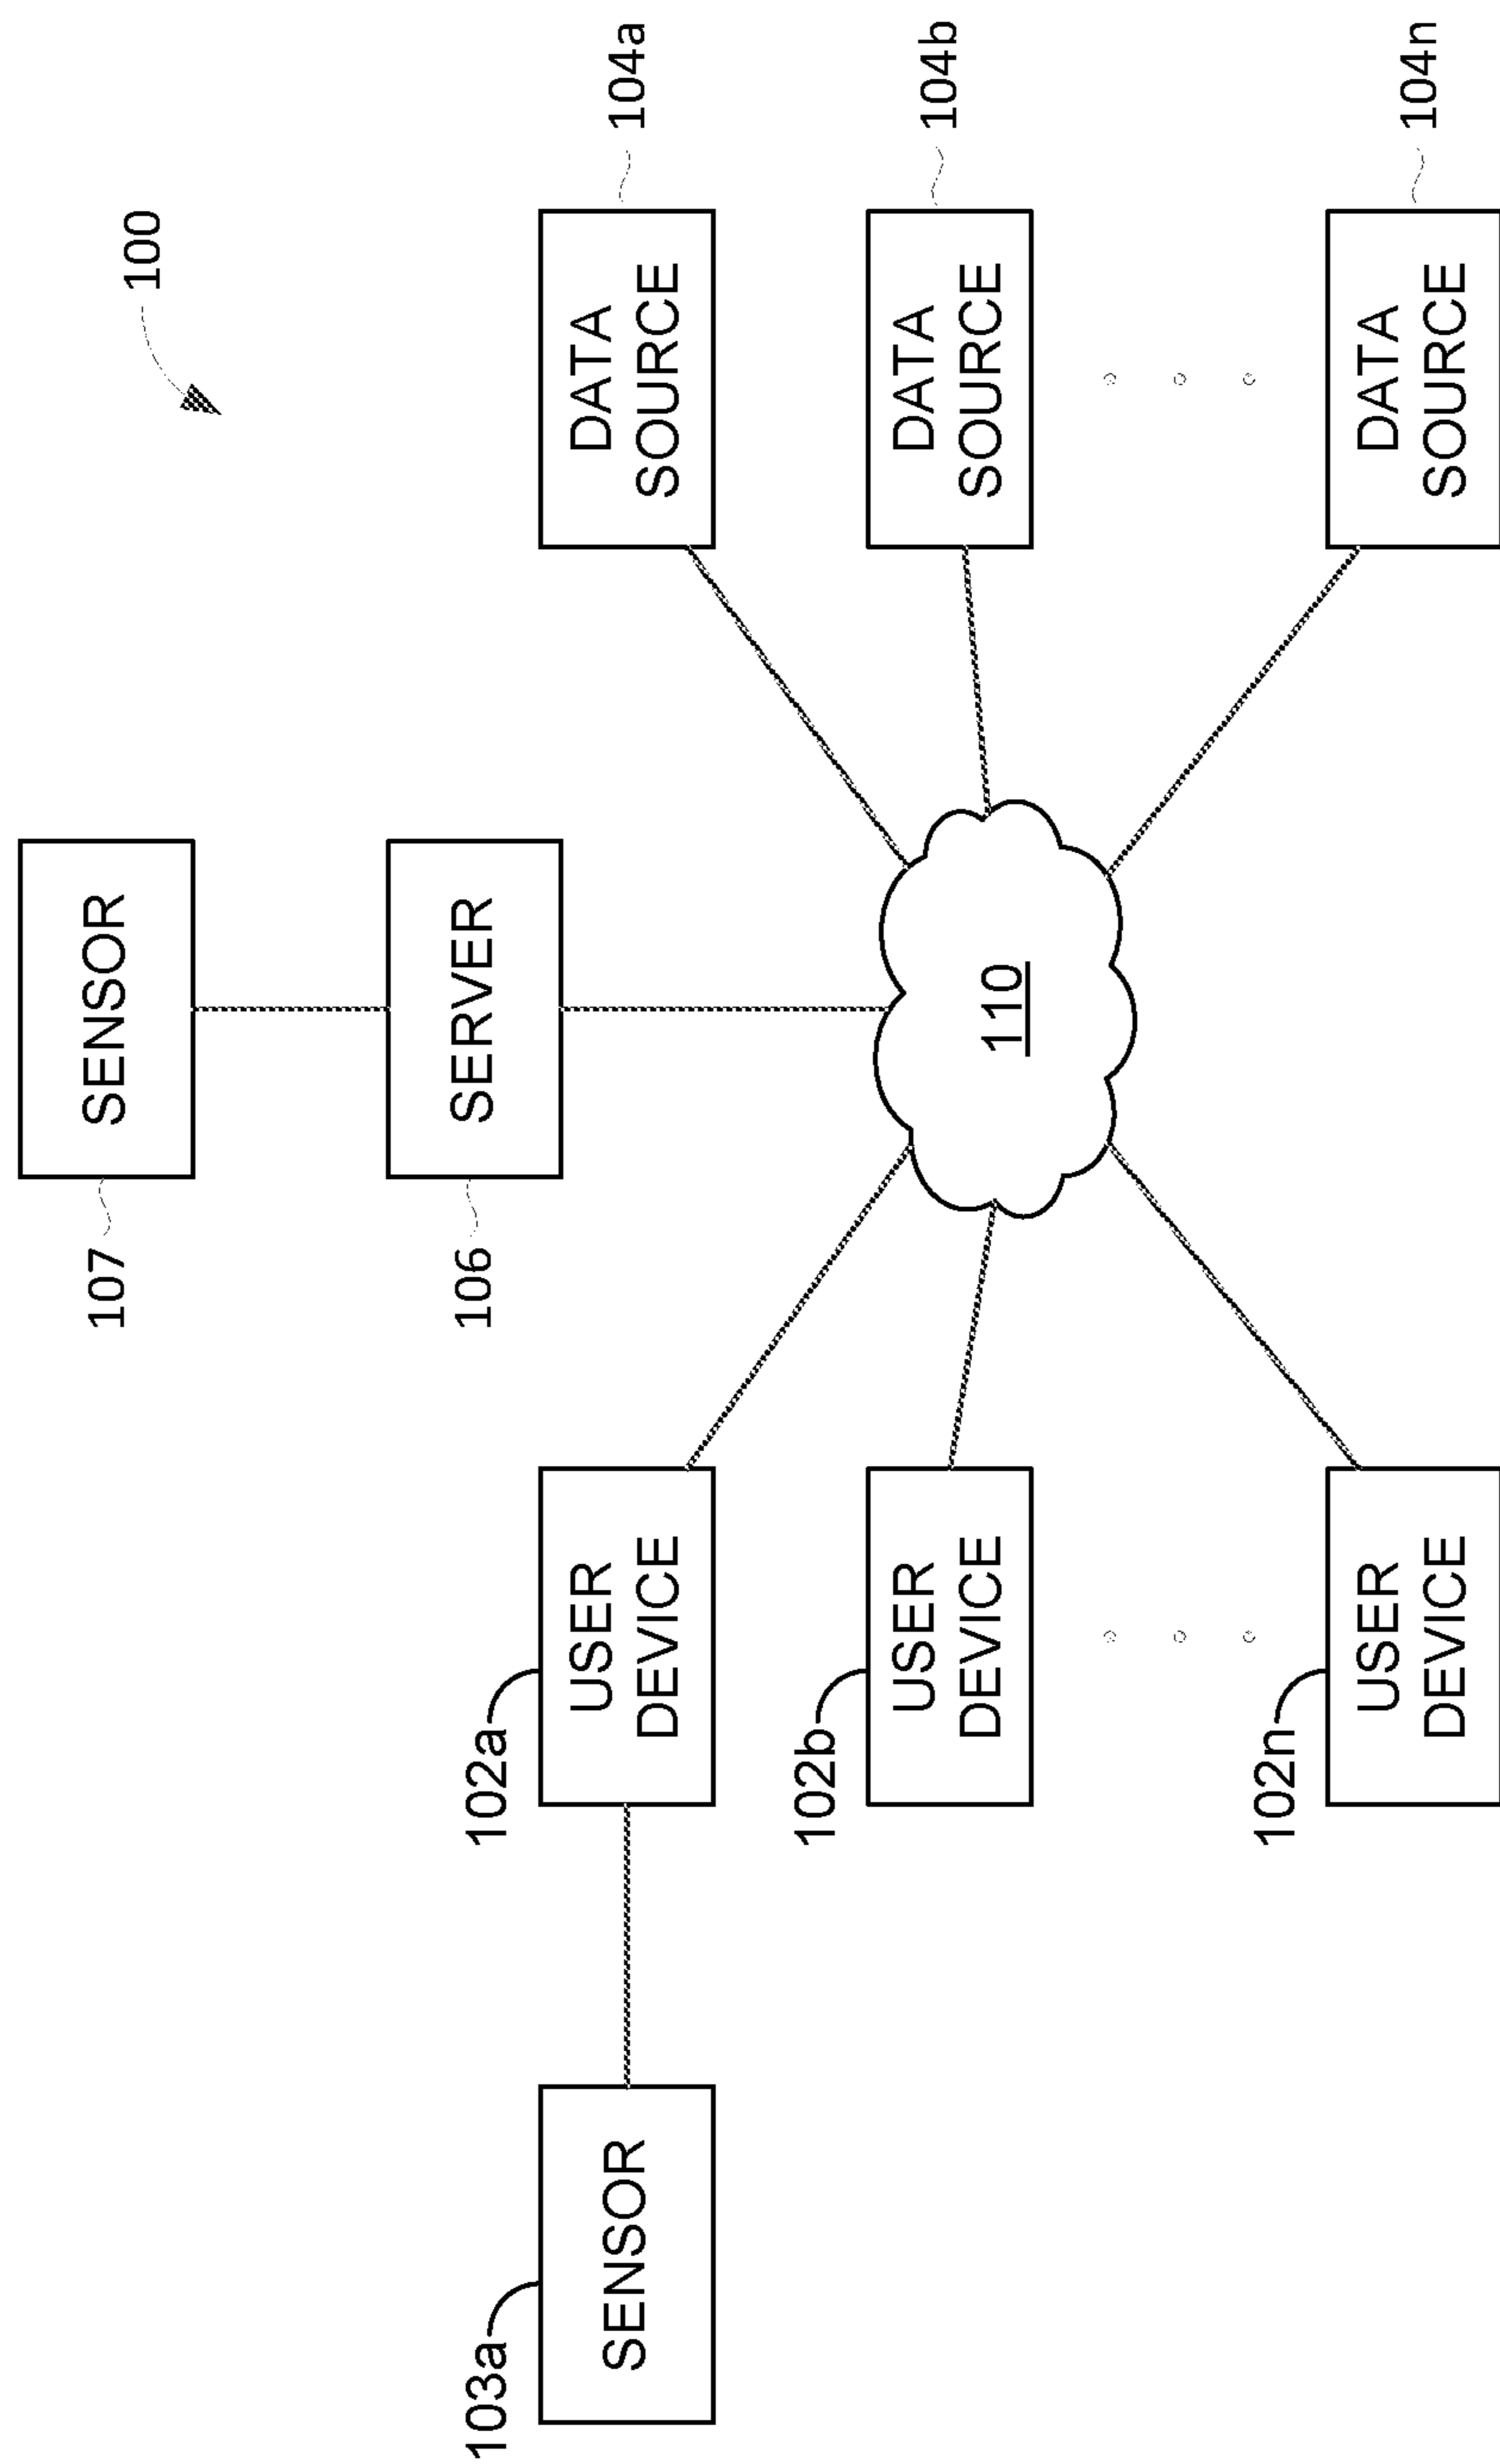 100
SENSOR
107
SERVER
106
103a
SENSOR
102a
USER
DEVICE
DATA
SOURCE
104a
102b
USER
DEVICE
110
DATA
SOURCE
104b
102n
USER
DEVICE
DATA
SOURCE
104n